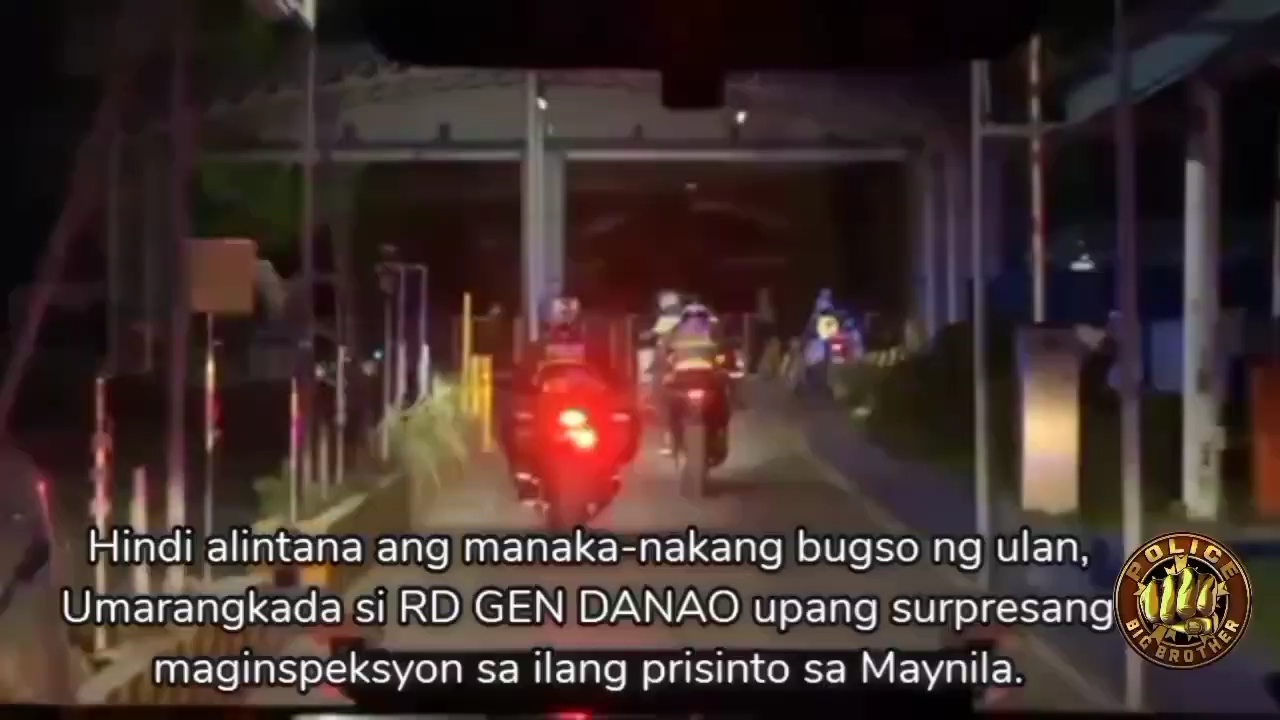 Hindi alintana ang manaka-nakang bugso ng ulan,
Umarangkada si RD GEN DANAO upang surpresang
maginspeksyon sa ilang prisinto sa Maynila.
POLICE
BIG BROTHER